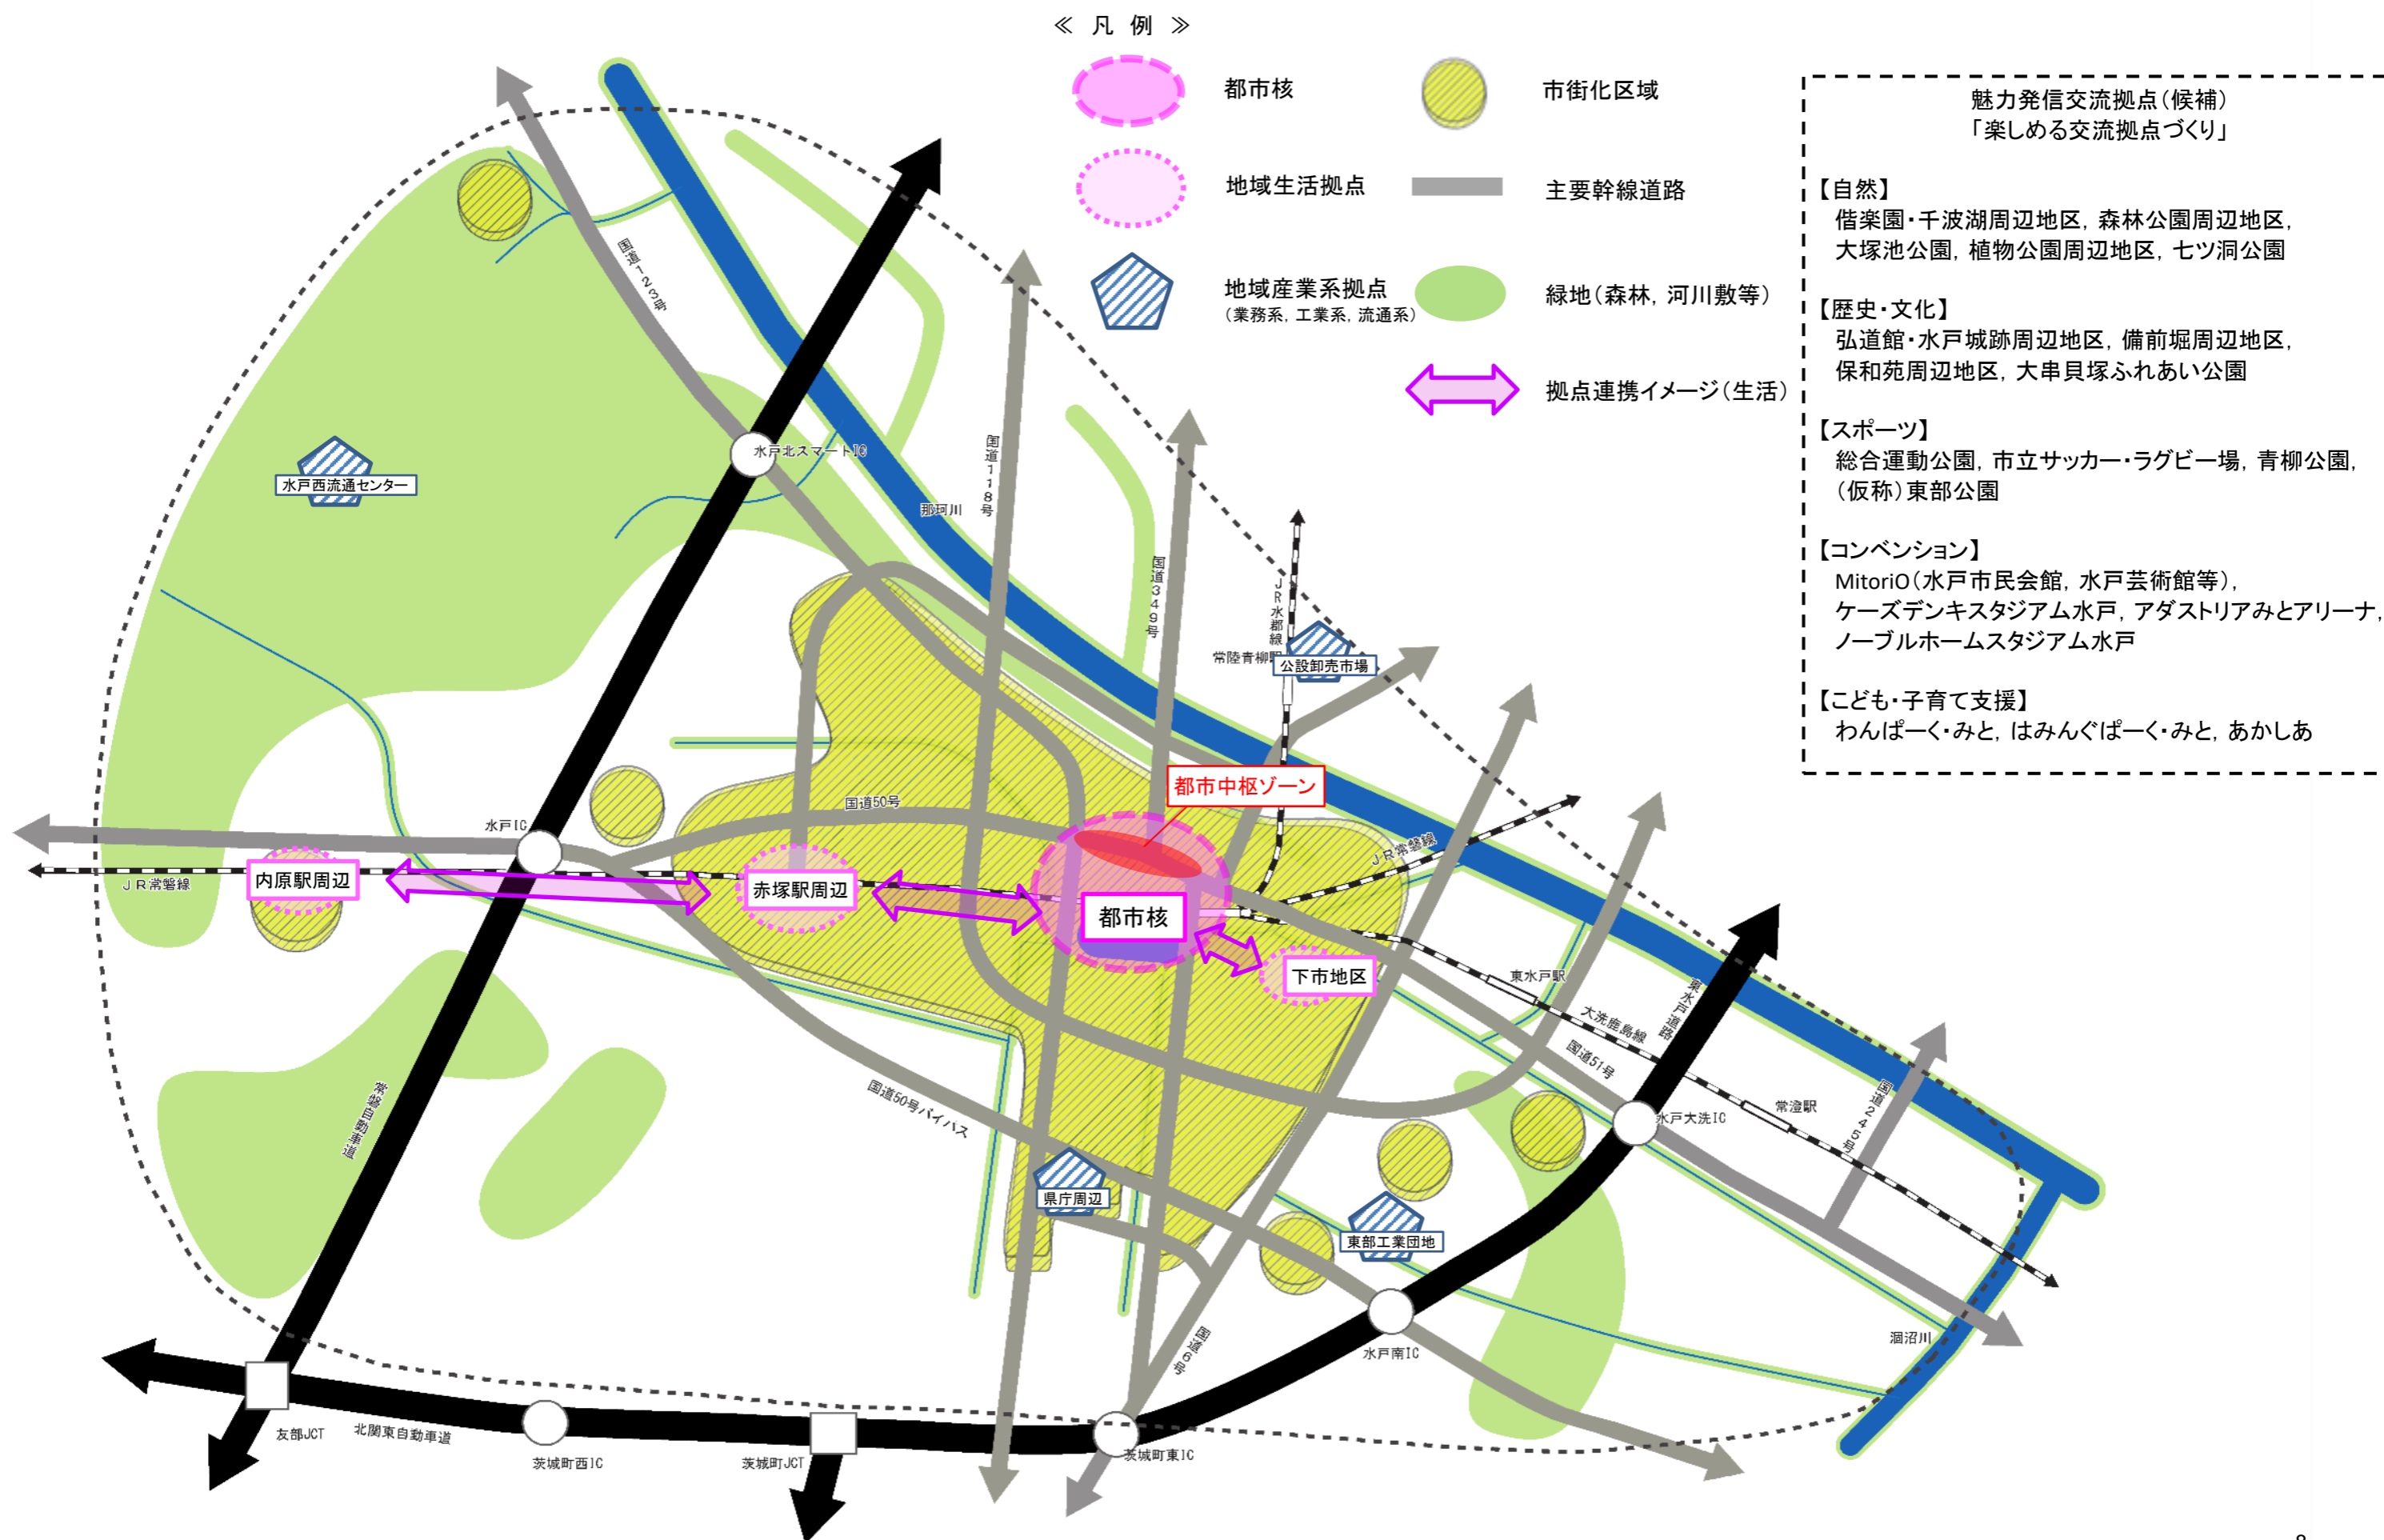 ≪ 凡 例 ≫
都市核
市街化区域
地域生活拠点
主要幹線道路
地域産業系拠点
(業務系, 工業系, 流通系)
緑地(森林, 河川敷等)
拠点連携イメージ(生活)
魅力発信交流拠点(候補)
「楽しめる交流拠点づくり」
【自然】
偕楽園・千波湖周辺地区, 森林公園周辺地区,
大塚池公園, 植物公園周辺地区, 七ツ洞公園
【歴史・文化】
弘道館・水戸城跡周辺地区, 備前堀周辺地区,
保和苑周辺地区, 大串貝塚ふれあい公園
【スポーツ】
総合運動公園, 市立サッカー・ラグビー場, 青柳公園,
(仮称)東部公園
【コンベンション】
MitoriO(水戸市民会館, 水戸芸術館等),
ケーズデンキスタジアム水戸, アダストリアみとアリーナ,
ノーブルホームスタジアム水戸
【こども・子育て支援】
わんぱーく・みと, はみんぐぱーく・みと, あかしあ
国道123号
水戸北スマートIC
水戸西流通センター
那珂川
国道118号
国道349号
JR水郡線
常陸青柳駅
公設卸売市場
都市中枢ゾーン
国道50号
水戸IC
JR常磐線
JR常磐線
内原駅周辺
赤塚駅周辺
都市核
下市地区
東水戸駅
東水戸道路
大洗鹿島線
国道51号
常澄駅
国道245号
水戸大洗IC
常磐自動車道
国道50号バイパス
県庁周辺
東部工業団地
水戸南IC
涸沼川
国道6号
友部JCT
北関東自動車道
茨城町西IC
茨城町JCT
茨城町東IC